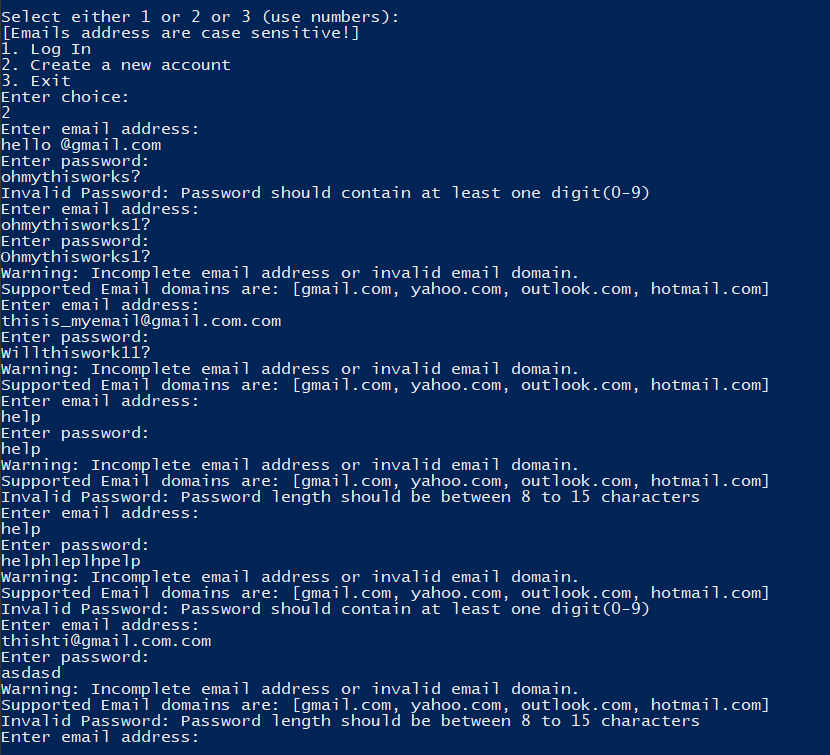 Select either 1 or 2 or 3 (use numbers):
[Emails address are case sensitive!]
1. Log In
2. Create a new account
3. Exit
Enter choice:
2
Enter email address:
hello @gmail.com
Enter password:
ohmythisworks?
Invalid Password: Password should contain at least one digit(0-9)
Enter email address:
ohmythisworks1?
Enter password:
Ohmythisworks1?
Warning: Incomplete email address or invalid email domain.
Supported Email domains are: [gmail.com, yahoo.com, outlook.com, hotmail.com]
Enter email address:
thisis_myemail@gmail.com.com
Enter password:
Willthiswork11?
Warning: Incomplete email address or invalid email domain.
Supported Email domains are: [gmail.com, yahoo.com, outlook.com, hotmail.com]
Enter email address:
help
Enter password:
help
Warning: Incomplete email address or invalid email domain.
Supported Email domains are: [gmail.com, yahoo.com, outlook.com, hotmail.com]
Invalid Password: Password length should be between 8 to 15 characters
Enter email address:
help
Enter password:
helphleplhpelp
Warning: Incomplete email address or invalid email domain.
Supported Email domains are: [gmail.com, yahoo.com, outlook.com, hotmail.com]
Invalid Password: Password should contain at least one digit(0-9)
Enter email address:
thishti@gmail.com.com
Enter password:
asdasd
Warning: Incomplete email address or invalid email domain.
Supported Email domains are: [gmail.com, yahoo.com, outlook.com, hotmail.com]
Invalid Password: Password length should be between 8 to 15 characters
Enter email address: